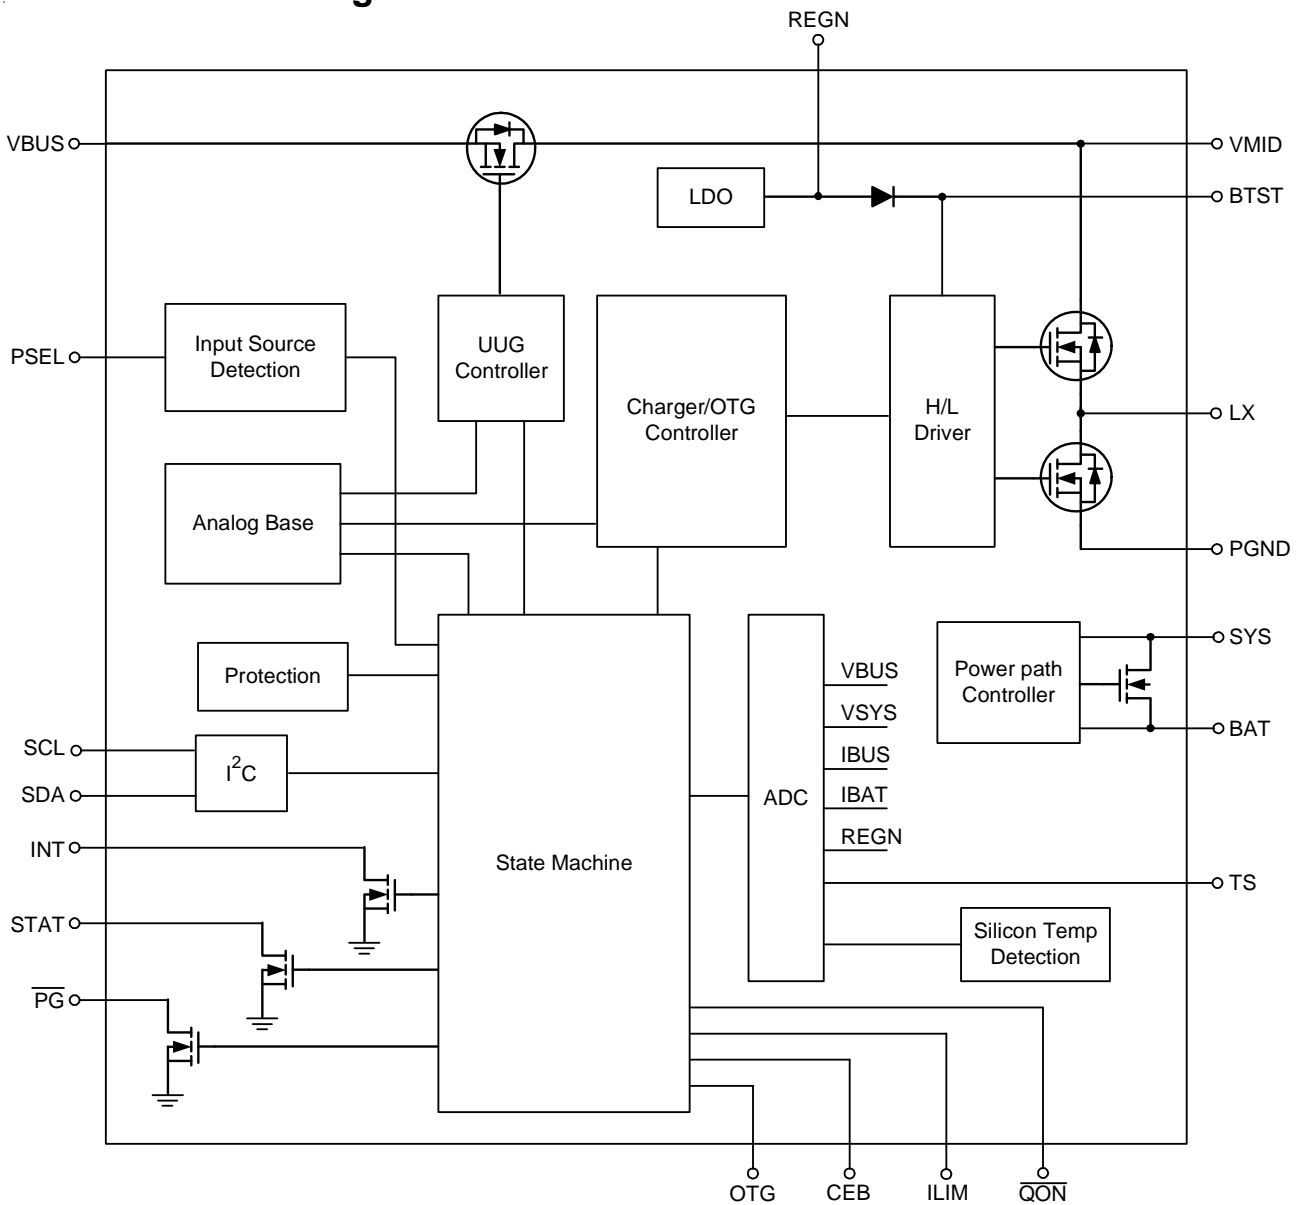 REGN
VBUS
VMID
LDO
BTST
PSEL
Input Source
Detection
UUG
Controller
Charger/OTG
Controller
H/L
Driver
LX
Analog Base
PGND
Protection
SYS
Power path
Controller
BAT
SCL
SDA
I²C
VBUS
VSYS
IBUS
IBAT
REGN
ADC
INT
State Machine
TS
STAT
Silicon Temp
Detection
PG
OTG
CEB
ILIM
QON